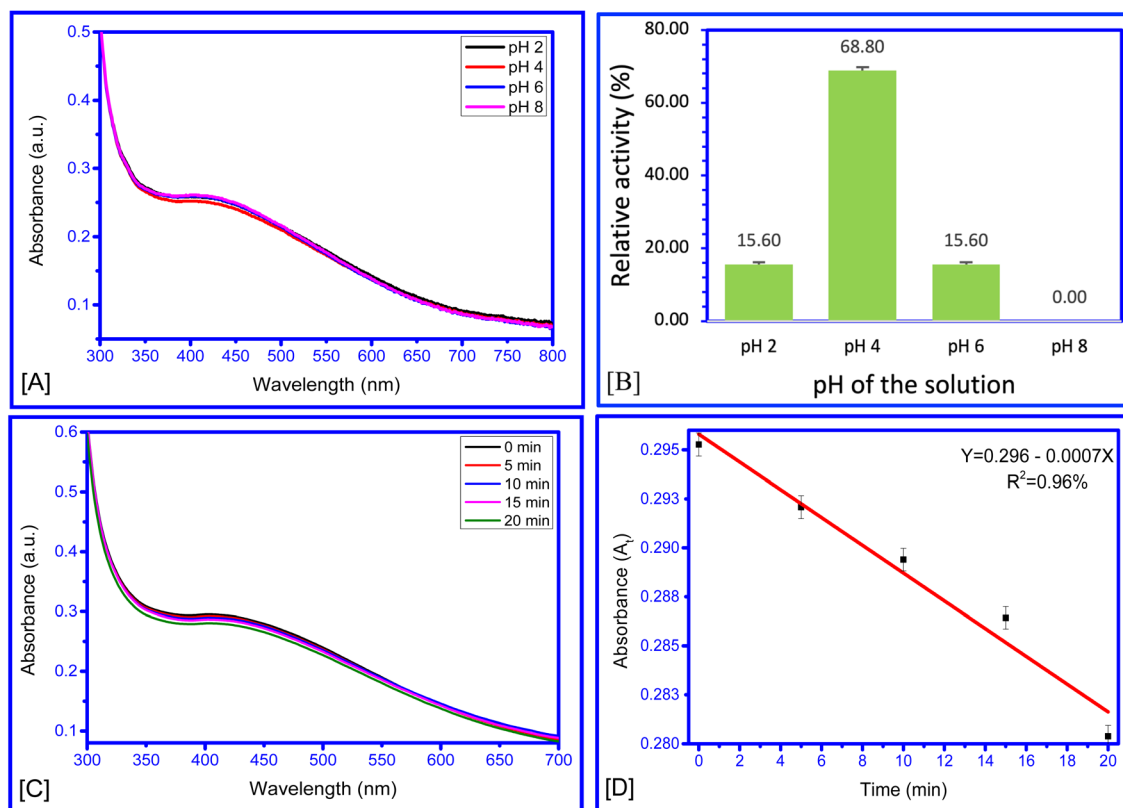 0.5
0.4
0.3
0.2
0.1
Absorbance (a.u.)
pH 2
pH 4
pH 6
pH 8
300 350 400 450 500 550 600 650 700 750 800
Wavelength (nm)
[A]
80.00
60.00
40.00
20.00
0.00
Relative activity (%)
15.60
68.80
15.60
0.00
pH 2 pH 4 pH 6 pH 8
pH of the solution
[B]
0.6
0.5
0.4
0.3
0.2
0.1
Absorbance (a.u.)
0 min
5 min
10 min
15 min
20 min
300 350 400 450 500 550 600 650 700
Wavelength (nm)
[C]
0.295
0.293
0.290
0.288
0.285
0.283
0.280
Absorbance (Aₜ)
Y=0.296 - 0.0007X
R²=0.96%
0 2 4 6 8 10 12 14 16 18 20
Time (min)
[D]